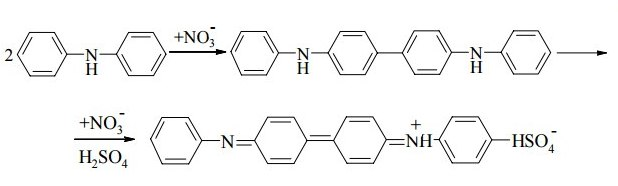 2 N H +NO₃⁻ N H N H
+NO₃⁻
H₂SO₄
N N⁺H HSO₄⁻